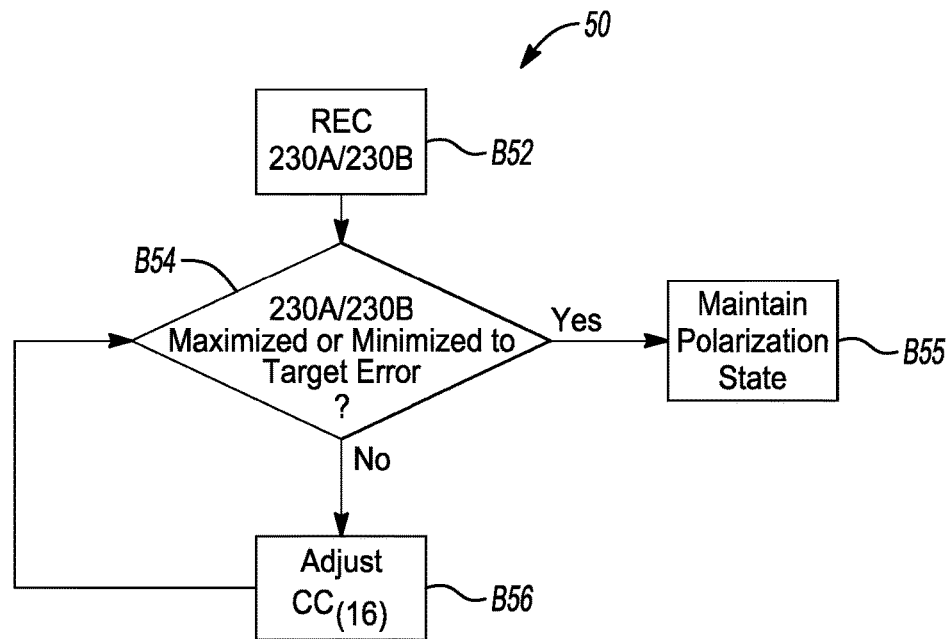 50
REC
230A/230B
B52
B54
230A/230B
Maximized or Minimized to
Target Error
?
Yes
Maintain
Polarization
State
B55
No
Adjust
CC(16)
B56